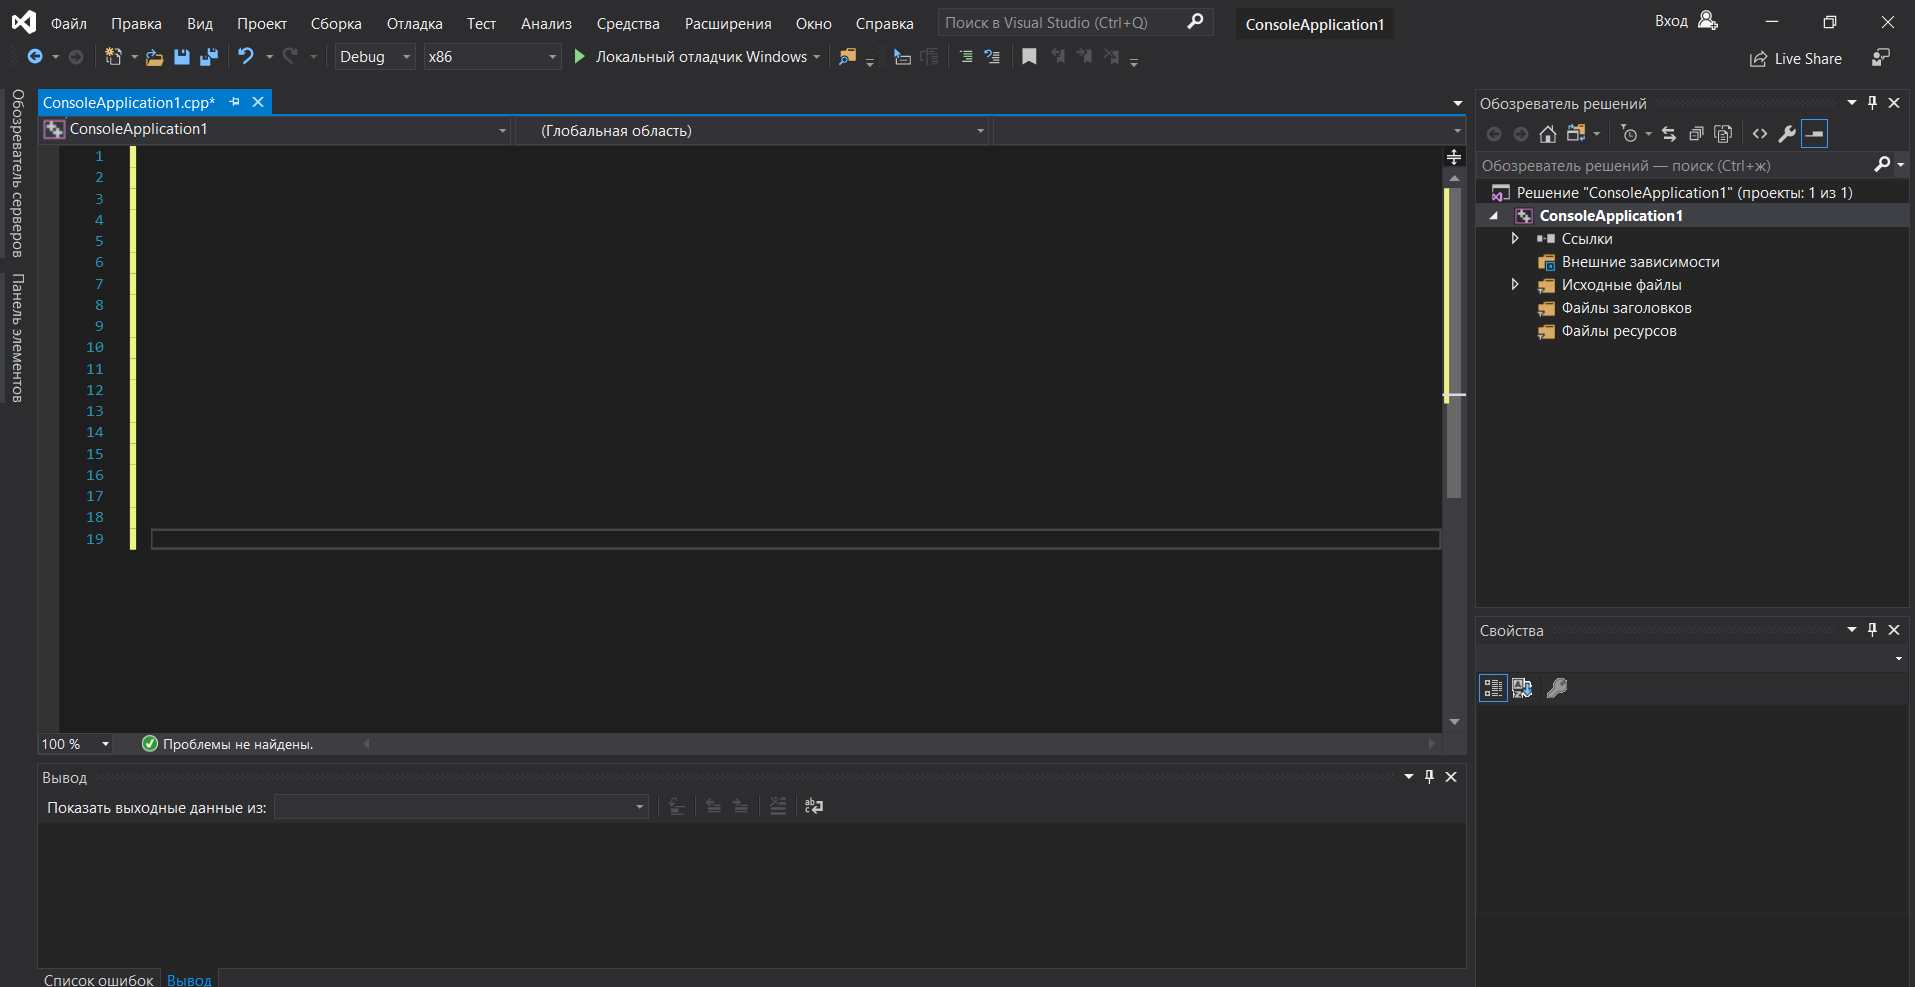 Файл Правка Вид Проект Сборка Отладка Тест Анализ Средства Расширения Окно Справка Поиск в Visual Studio (Ctrl+Q) ConsoleApplication1 Вход
Debug x86 Локальный отладчик Windows Live Share
Обозреватель серверов
Панель элементов
ConsoleApplication1.cpp*
ConsoleApplication1 (Глобальная область)
1
2
3
4
5
6
7
8
9
10
11
12
13
14
15
16
17
18
19
100 % Проблемы не найдены.
Вывод
Показать выходные данные из:
Список ошибок Вывод
Обозреватель решений
Обозреватель решений — поиск (Ctrl+ж)
Решение "ConsoleApplication1" (проекты: 1 из 1)
ConsoleApplication1
Ссылки
Внешние зависимости
Исходные файлы
Файлы заголовков
Файлы ресурсов
Свойства